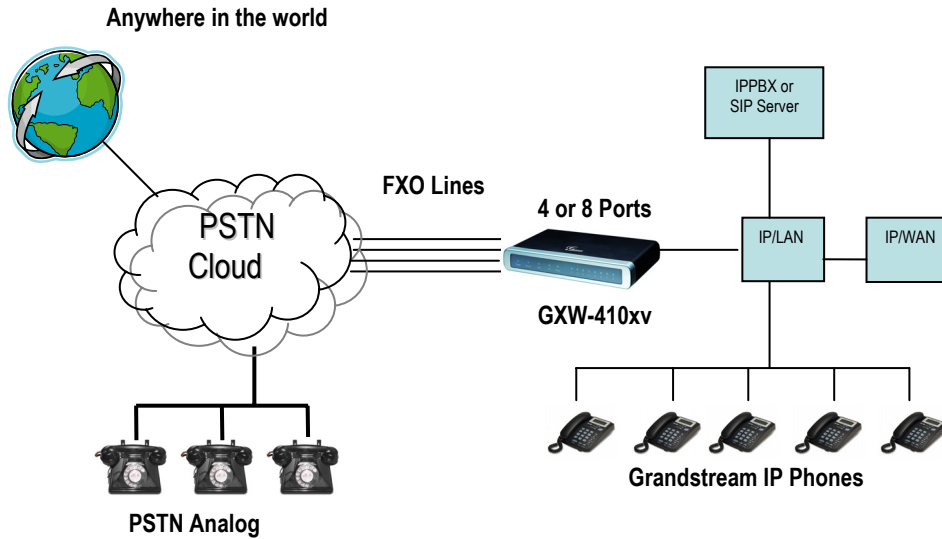 Anywhere in the world
IPPBX or
SIP Server
FXO Lines
4 or 8 Ports
PSTN
Cloud
IP/LAN
IP/WAN
GXW-410xv
Grandstream IP Phones
PSTN Analog